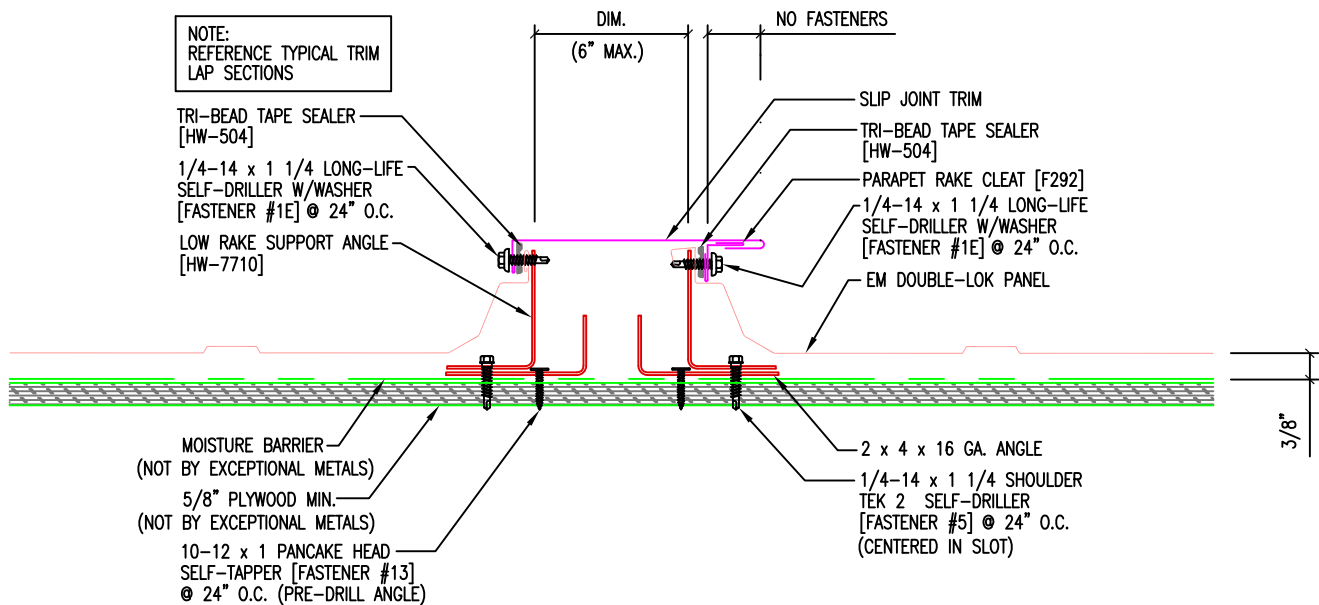 NOTE:
REFERENCE TYPICAL TRIM
LAP SECTIONS
DIM.
(6" MAX.)
NO FASTENERS
TRI-BEAD TAPE SEALER
[HW-504]
1/4-14 x 1 1/4 LONG-LIFE
SELF-DRILLER W/WASHER
[FASTENER #1E] @ 24" O.C.
LOW RAKE SUPPORT ANGLE
[HW-7710]
SLIP JOINT TRIM
TRI-BEAD TAPE SEALER
[HW-504]
PARAPET RAKE CLEAT [F292]
1/4-14 x 1 1/4 LONG-LIFE
SELF-DRILLER W/WASHER
[FASTENER #1E] @ 24" O.C.
EM DOUBLE-LOK PANEL
3/8"
MOISTURE BARRIER
(NOT BY EXCEPTIONAL METALS)
5/8" PLYWOOD MIN.
(NOT BY EXCEPTIONAL METALS)
10-12 x 1 PANCAKE HEAD
SELF-TAPPER [FASTENER #13]
@ 24" O.C. (PRE-DRILL ANGLE)
2 x 4 x 16 GA. ANGLE
1/4-14 x 1 1/4 SHOULDER
TEK 2 SELF-DRILLER
[FASTENER #5] @ 24" O.C.
(CENTERED IN SLOT)